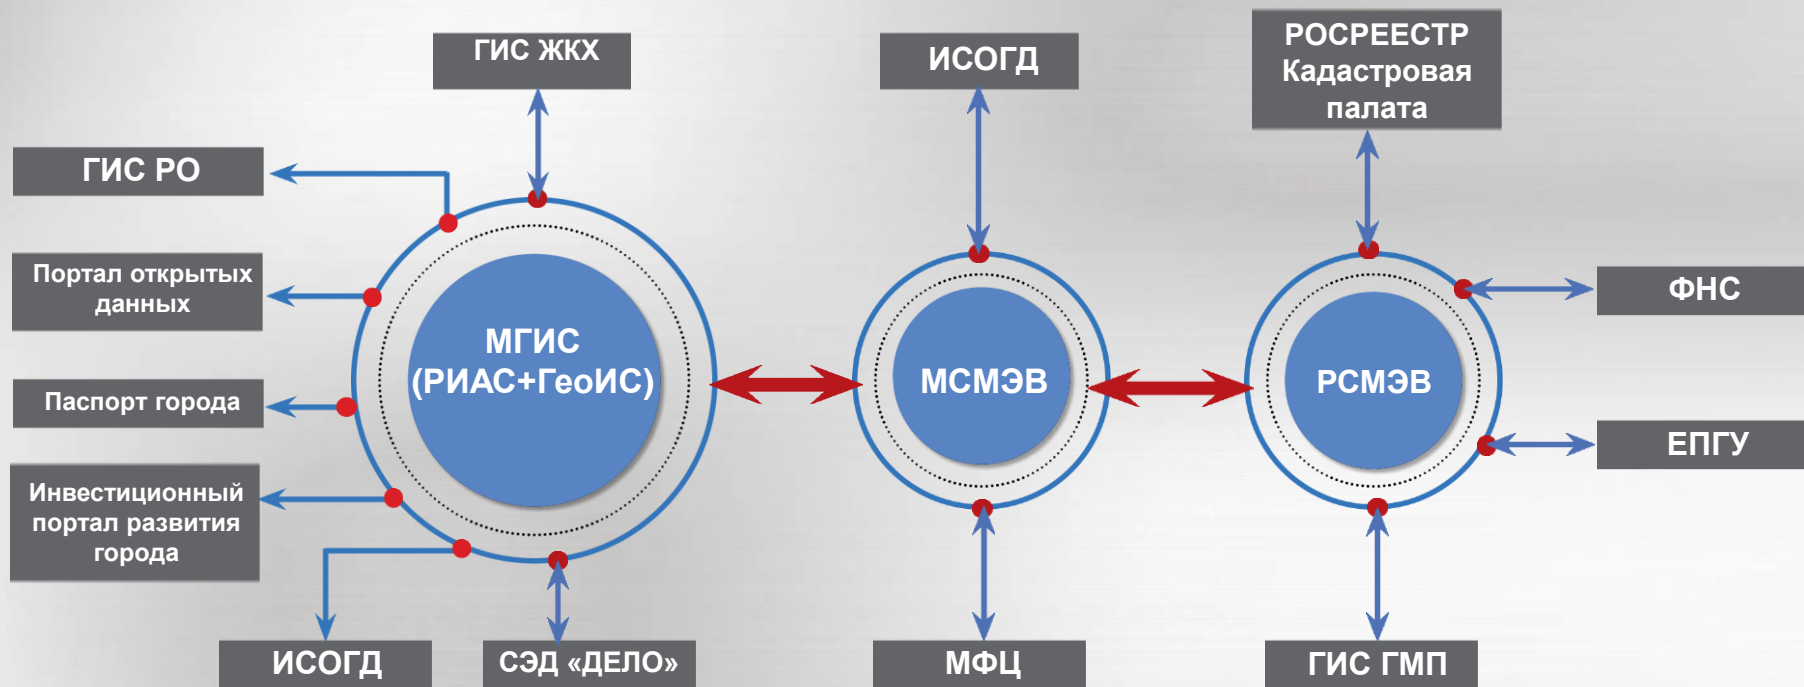 ГИС ЖКХ
ИСОГД
РОСРЕЕСТР
Кадастровая
палата
ГИС РО
Портал открытых
данных
ФНС
МГИС
(РИАС+ГеоИС)
МСМЭВ
РСМЭВ
Паспорт города
ЕПГУ
Инвестиционный
портал развития
города
ИСОГД
СЭД «ДЕЛО»
МФЦ
ГИС ГМП